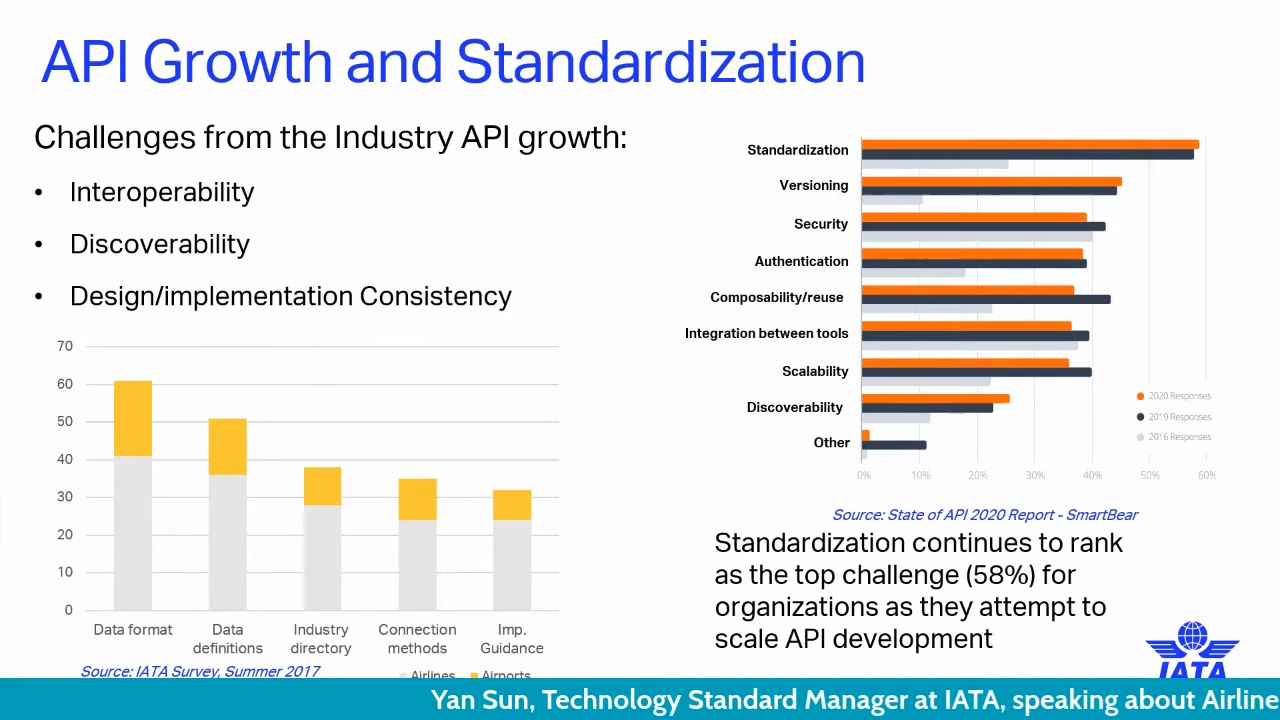 API Growth and Standardization
Challenges from the Industry API growth:
• Interoperability
• Discoverability
• Design/implementation Consistency
70
60
50
40
30
20
10
0
Data format
Data definitions
Industry directory
Connection methods
Imp. Guidance
Airlines
Airports
Source: IATA Survey, Summer 2017
Standardization
Versioning
Security
Authentication
Composability/reuse
Integration between tools
Scalability
Discoverability
Other
2020 Responses
2019 Responses
2016 Responses
0% 10% 20% 30% 40% 50% 60%
Source: State of API 2020 Report - SmartBear
Standardization continues to rank
as the top challenge (58%) for
organizations as they attempt to
scale API development
IATA
Yan Sun, Technology Standard Manager at IATA, speaking about Airline